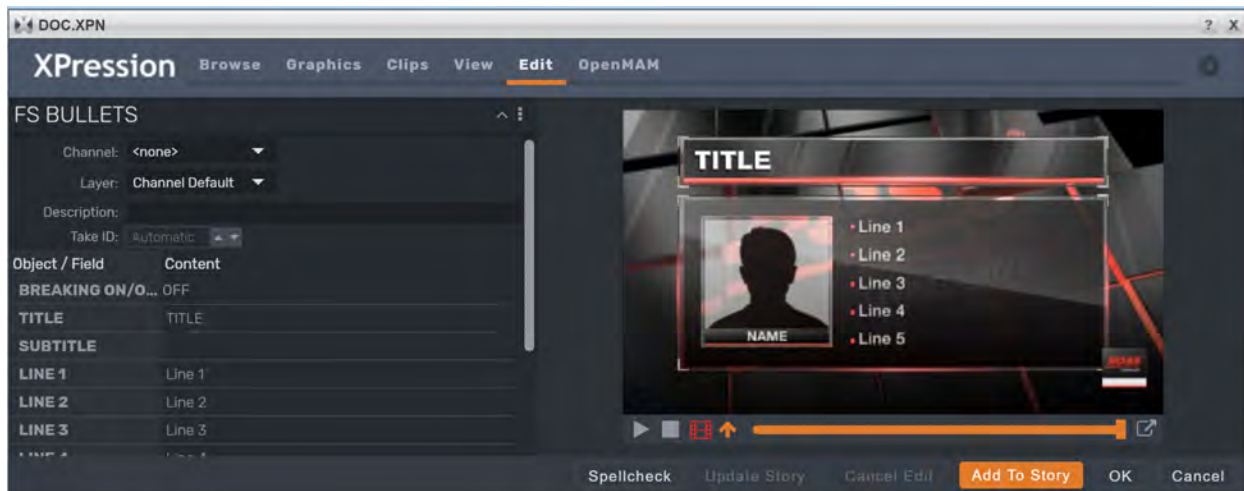 DOC.XPN ? X
XPression Browse Graphics Clips View Edit OpenMAM
FS BULLETS
Channel: <none>
Layer: Channel Default
Description:
Take ID: Automatic
Object / Field Content
BREAKING ON/O... OFF
TITLE TITLE
SUBTITLE
LINE 1 Line 1
LINE 2 Line 2
LINE 3 Line 3
TITLE
Line 1
Line 2
Line 3
Line 4
Line 5
NAME
Spellcheck Update Story Cancel Edit Add To Story OK Cancel